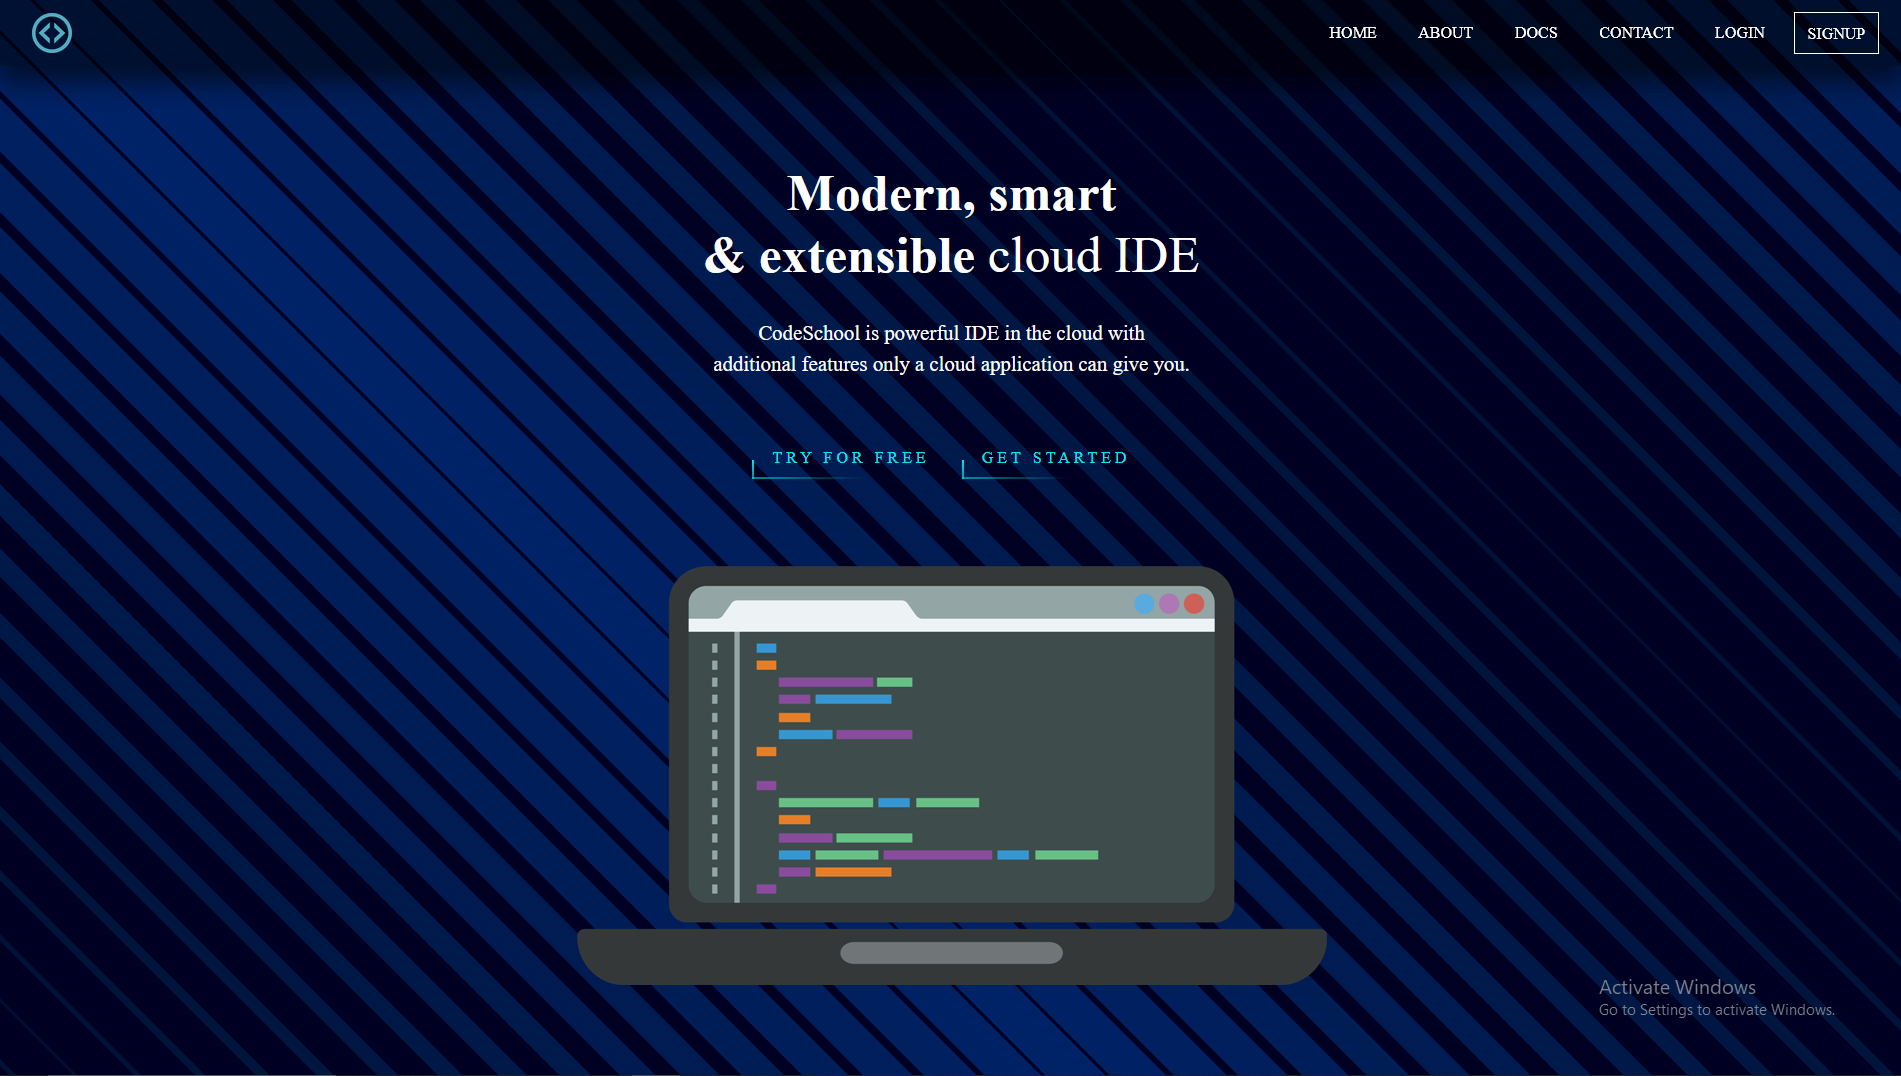 HOME ABOUT DOCS CONTACT LOGIN SIGNUP
Modern, smart
& extensible cloud IDE
CodeSchool is powerful IDE in the cloud with
additional features only a cloud application can give you.
TRY FOR FREE GET STARTED
Activate Windows
Go to Settings to activate Windows.